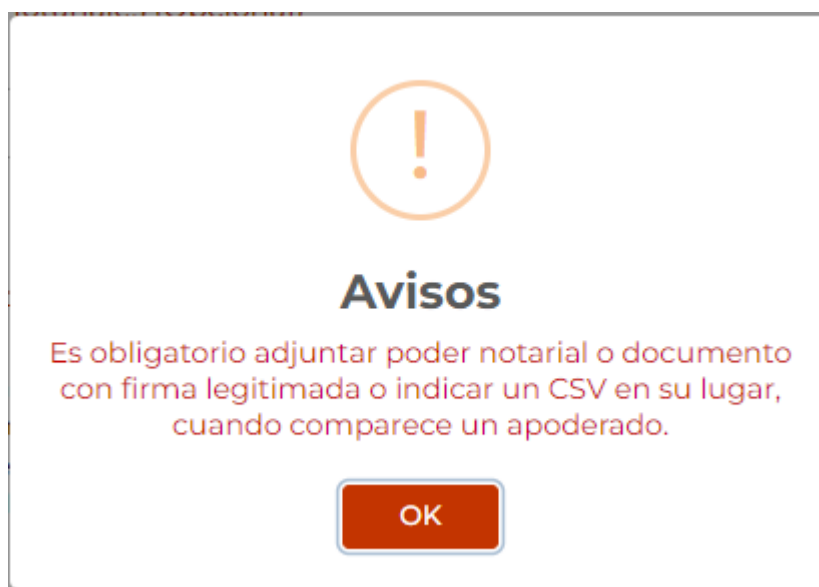 !
Avisos
Es obligatorio adjuntar poder notarial o documento
con firma legitimada o indicar un CSV en su lugar,
cuando comparece un apoderado.
OK